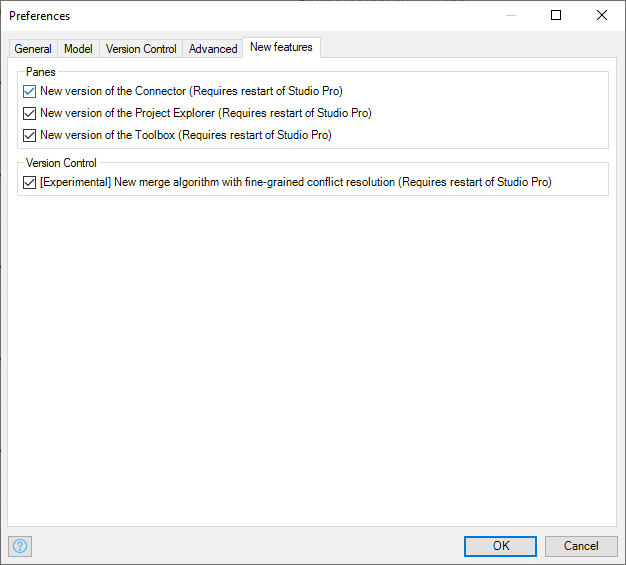 Preferences
General Model Version Control Advanced New features
Panes
New version of the Connector (Requires restart of Studio Pro)
New version of the Project Explorer (Requires restart of Studio Pro)
New version of the Toolbox (Requires restart of Studio Pro)
Version Control
[Experimental] New merge algorithm with fine-grained conflict resolution (Requires restart of Studio Pro)
? OK Cancel